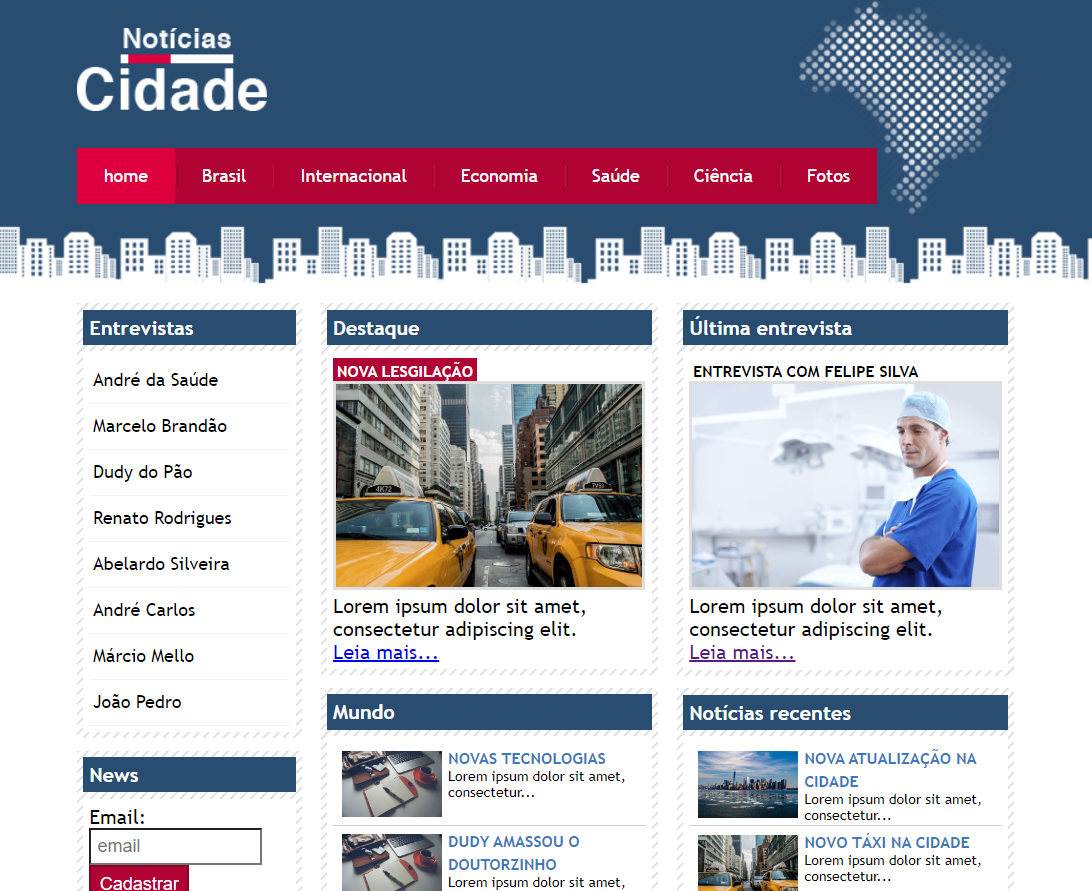 Notícias
Cidade
home Brasil Internacional Economia Saúde Ciência Fotos
Entrevistas
André da Saúde
Marcelo Brandão
Dudy do Pão
Renato Rodrigues
Abelardo Silveira
André Carlos
Márcio Mello
João Pedro
News
Email:
email
Cadastrar
Destaque
NOVA LESGILAÇÃO
4K72
7V53
Lorem ipsum dolor sit amet,
consectetur adipiscing elit.
Leia mais...
Mundo
NOVAS TECNOLOGIAS
Lorem ipsum dolor sit amet,
consectetur...
DUDY AMASSOU O
DOUTORZINHO
Lorem ipsum dolor sit amet,
Última entrevista
ENTREVISTA COM FELIPE SILVA
Lorem ipsum dolor sit amet,
consectetur adipiscing elit.
Leia mais...
Notícias recentes
NOVA ATUALIZAÇÃO NA
CIDADE
Lorem ipsum dolor sit amet,
consectetur...
NOVO TÁXI NA CIDADE
Lorem ipsum dolor sit amet,
consectetur...